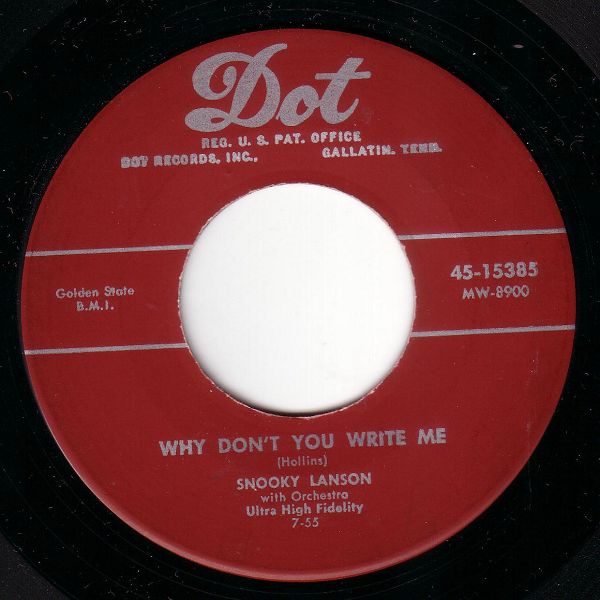 Dot
REG. U. S. PAT. OFFICE
DOT RECORDS, INC., GALLATIN. TENN.
45-15385
MW-8900
Golden State
B.M.I.
WHY DON'T YOU WRITE ME
(Hollins)
SNOOKY LANSON
with Orchestra
Ultra High Fidelity
7-55